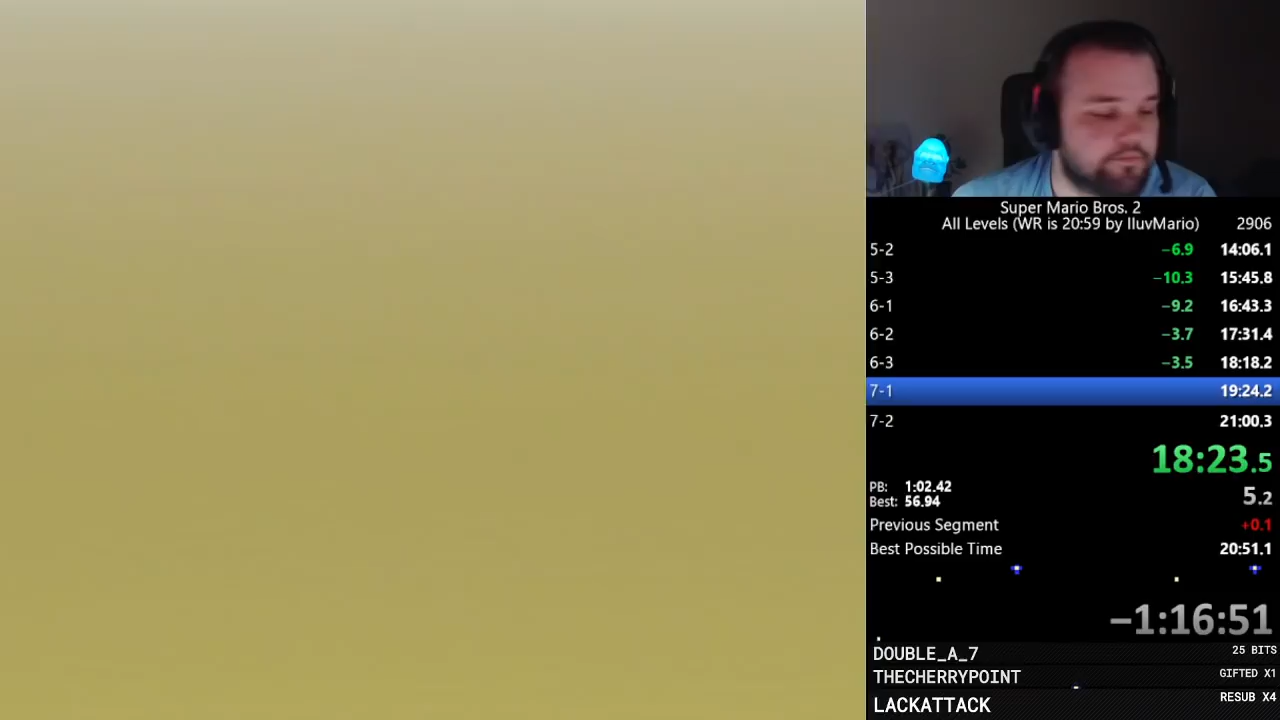 Super Mario Bros. 2
All Levels (WR is 20:59 by IluvMario) 2906
5-2 −6.9 14:06.1
5-3 −10.3 15:45.8
6-1 −9.2 16:43.3
6-2 −3.7 17:31.4
6-3 −3.5 18:18.2
7-1 19:24.2
7-2 21:00.3
18:23.5
PB: 1:02.42
Best: 56.94 5.2
Previous Segment +0.1
Best Possible Time 20:51.1
−1:16:51
DOUBLE_A_7 25 BITS
THECHERRYPOINT GIFTED X1
LACKATTACK RESUB X4